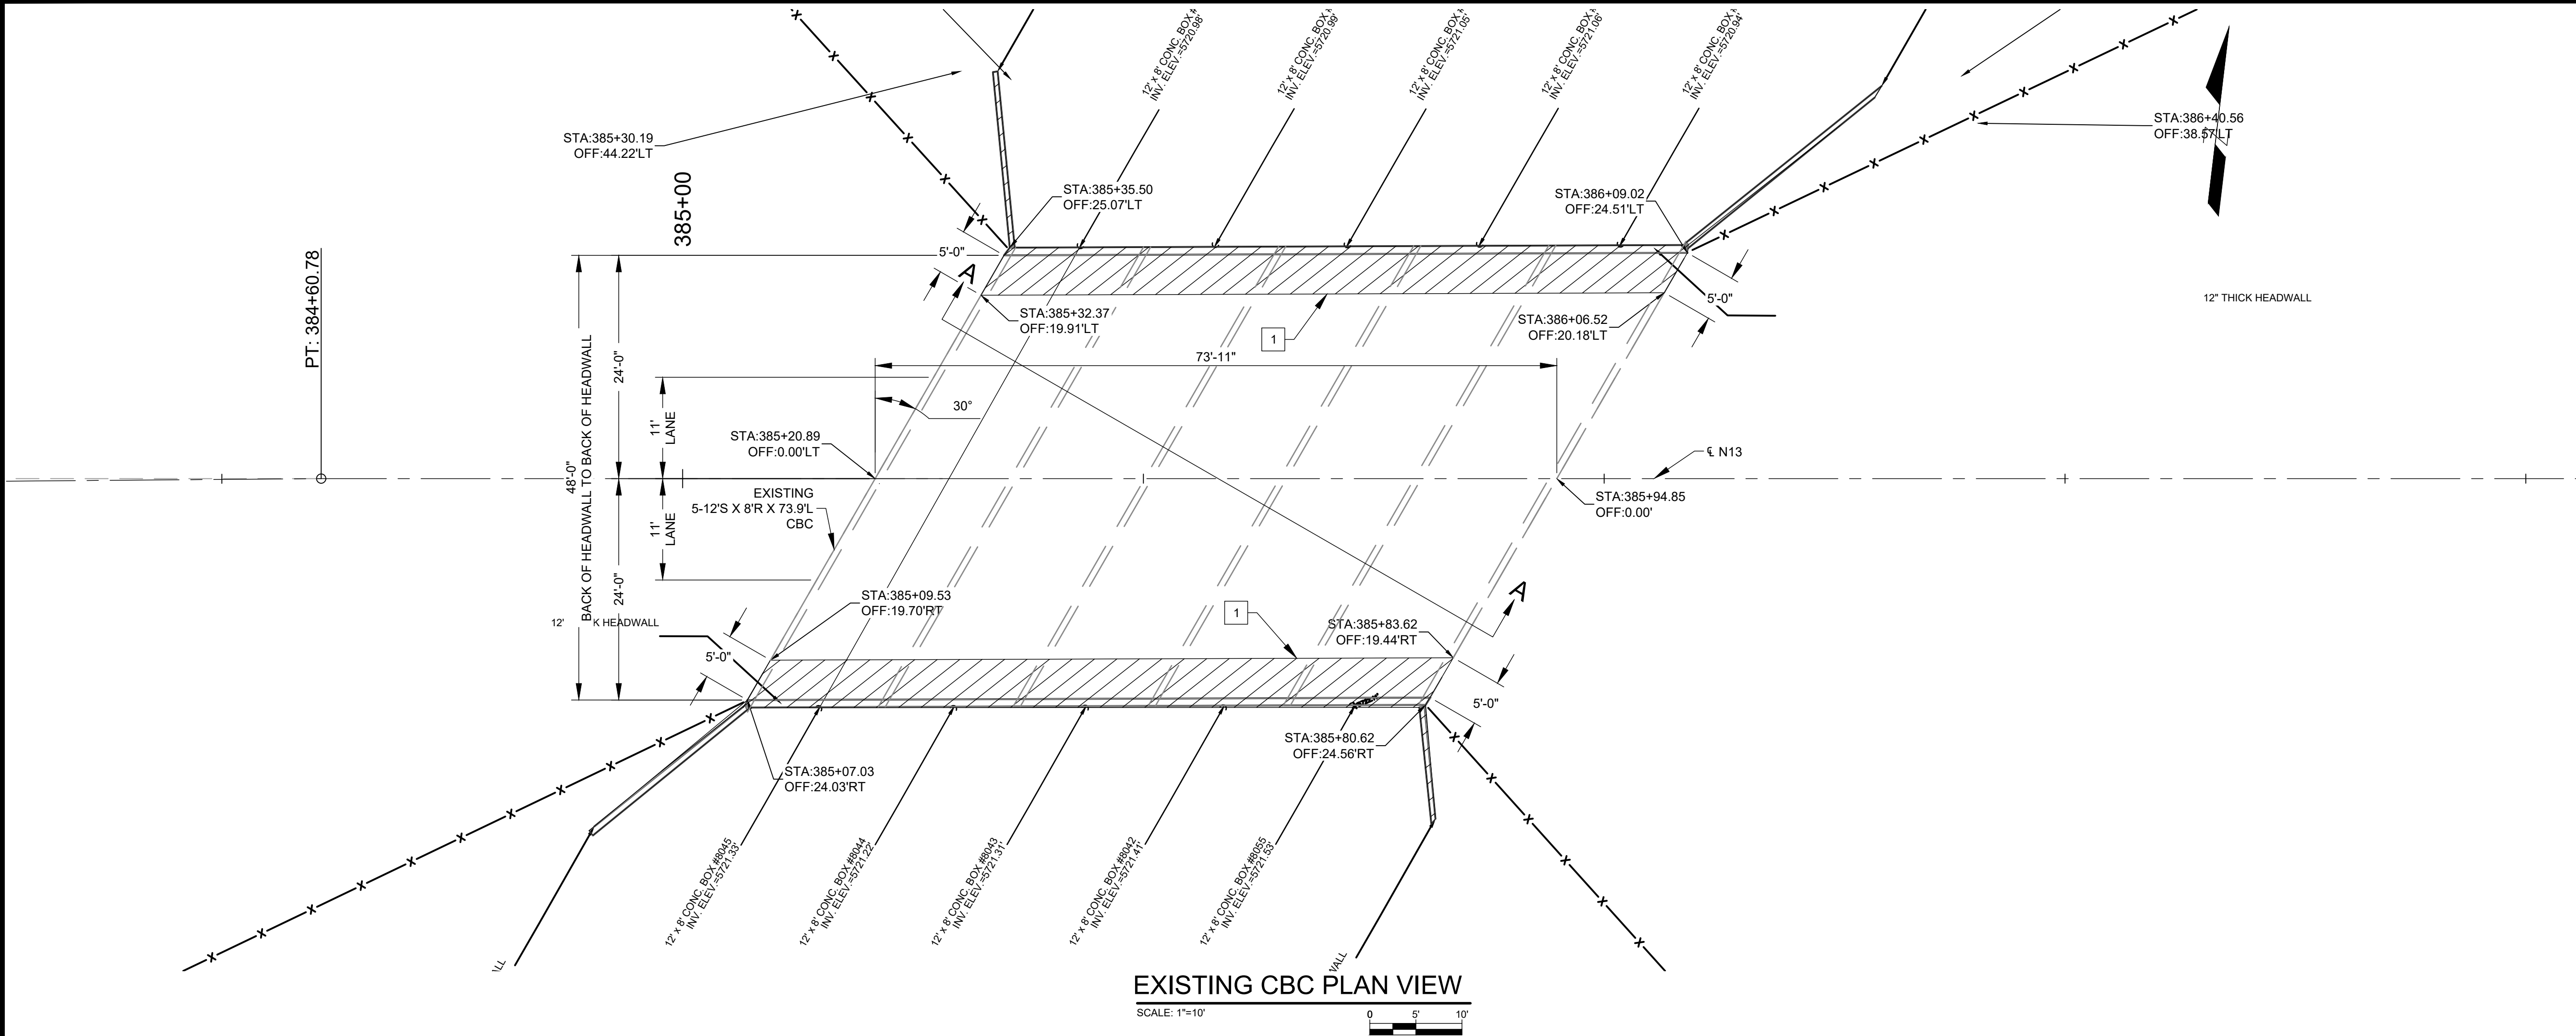 12' x 8' CONC. BOX #
INV. ELEV.=5720.98'
12' x 8' CONC. BOX #
INV. ELEV.=5720.99'
12' x 8' CONC. BOX #
INV. ELEV.=5721.05'
12' x 8' CONC. BOX #
INV. ELEV.=5721.06'
12' x 8' CONC. BOX #
INV. ELEV.=5720.94'
STA:385+30.19
OFF:44.22'LT
STA:386+40.56
OFF:38.57'LT
385+00
STA:385+35.50
OFF:25.07'LT
STA:386+09.02
OFF:24.51'LT
PT: 384+60.78
5'-0"
A
5'-0"
12" THICK HEADWALL
STA:385+32.37
OFF:19.91'LT
STA:386+06.52
OFF:20.18'LT
1
73'-11"
48'-0"
BACK OF HEADWALL TO BACK OF HEADWALL
24'-0"
11'
LANE
30°
STA:385+20.89
OFF:0.00'LT
℄ N13
EXISTING
5-12'S X 8'R X 73.9'L
CBC
STA:385+94.85
OFF:0.00'
11'
LANE
24'-0"
STA:385+09.53
OFF:19.70'RT
A
1
12'
K HEADWALL
STA:385+83.62
OFF:19.44'RT
5'-0"
5'-0"
STA:385+80.62
OFF:24.56'RT
STA:385+07.03
OFF:24.03'RT
12' x 8' CONC. BOX #8045
INV. ELEV.=5721.33'
12' x 8' CONC. BOX #8044
INV. ELEV.=5721.22'
12' x 8' CONC. BOX #8043
INV. ELEV.=5721.31'
12' x 8' CONC. BOX #8042
INV. ELEV.=5721.41'
12' x 8' CONC. BOX #8055
INV. ELEV.=5721.53'
ALL
WALL
EXISTING CBC PLAN VIEW
SCALE: 1"=10'
0 5' 10'